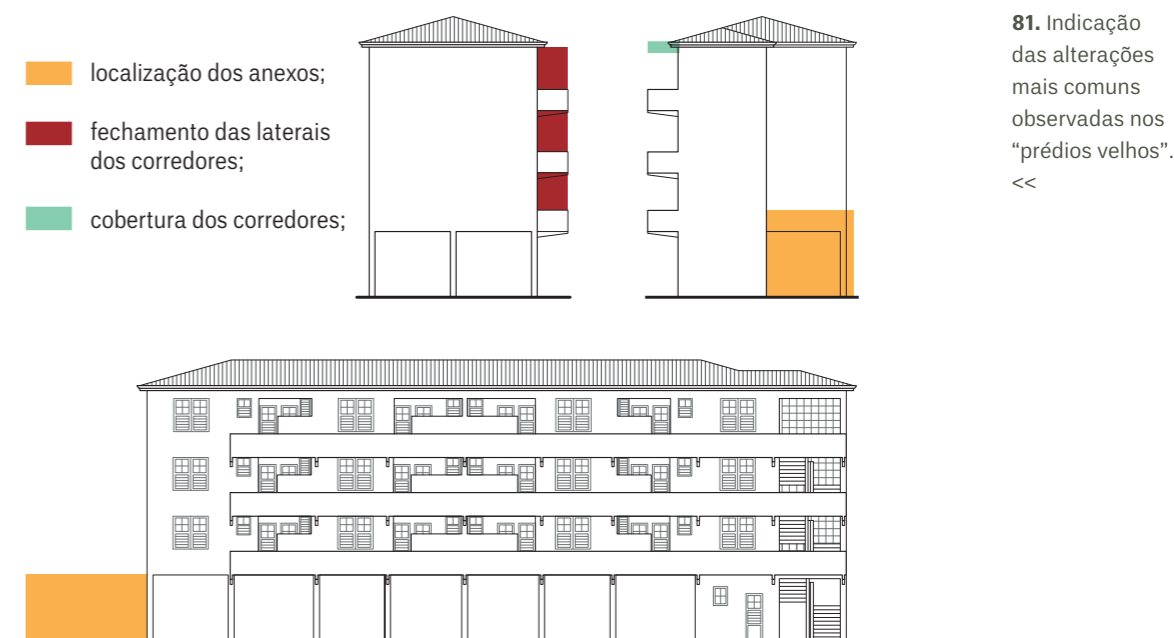 localização dos anexos;
fechamento das laterais
dos corredores;
cobertura dos corredores;
81. Indicação
das alterações
mais comuns
observadas nos
“prédios velhos”.
<<